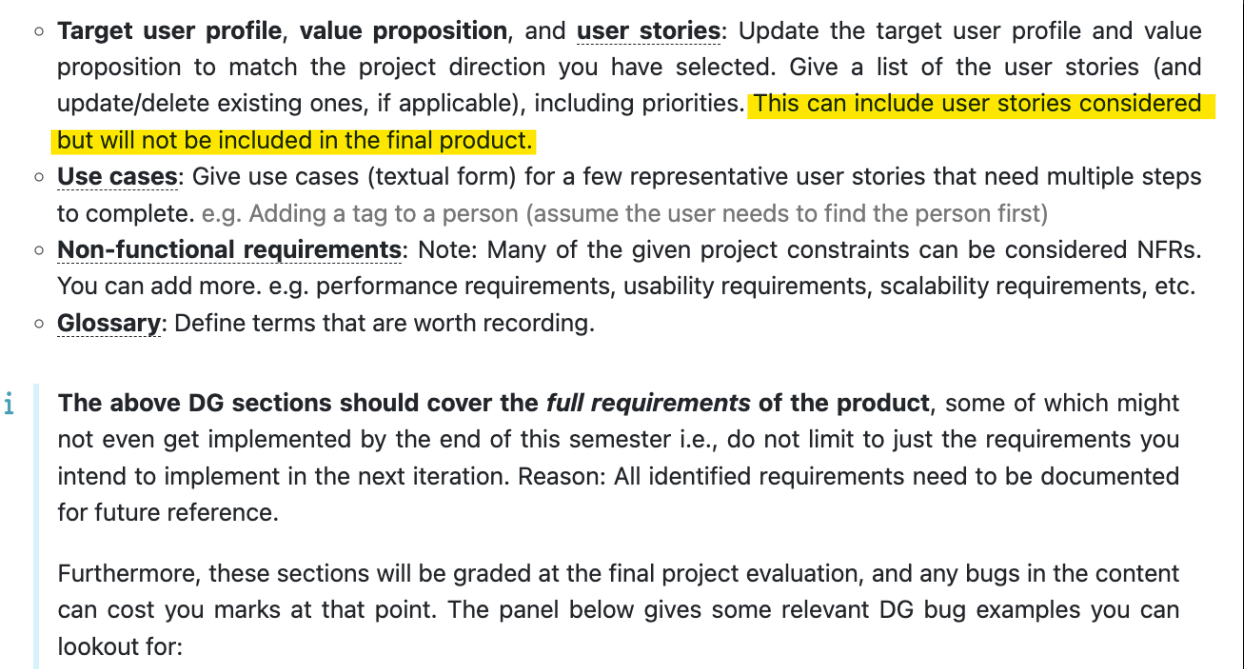 Target user profile, value proposition, and user stories: Update the target user profile and value
proposition to match the project direction you have selected. Give a list of the user stories (and
update/delete existing ones, if applicable), including priorities. This can include user stories considered
but will not be included in the final product.
Use cases: Give use cases (textual form) for a few representative user stories that need multiple steps
to complete. e.g. Adding a tag to a person (assume the user needs to find the person first)
Non-functional requirements: Note: Many of the given project constraints can be considered NFRs.
You can add more. e.g. performance requirements, usability requirements, scalability requirements, etc.
Glossary: Define terms that are worth recording.
The above DG sections should cover the full requirements of the product, some of which might
not even get implemented by the end of this semester i.e., do not limit to just the requirements you
intend to implement in the next iteration. Reason: All identified requirements need to be documented
for future reference.
Furthermore, these sections will be graded at the final project evaluation, and any bugs in the content
can cost you marks at that point. The panel below gives some relevant DG bug examples you can
lookout for: